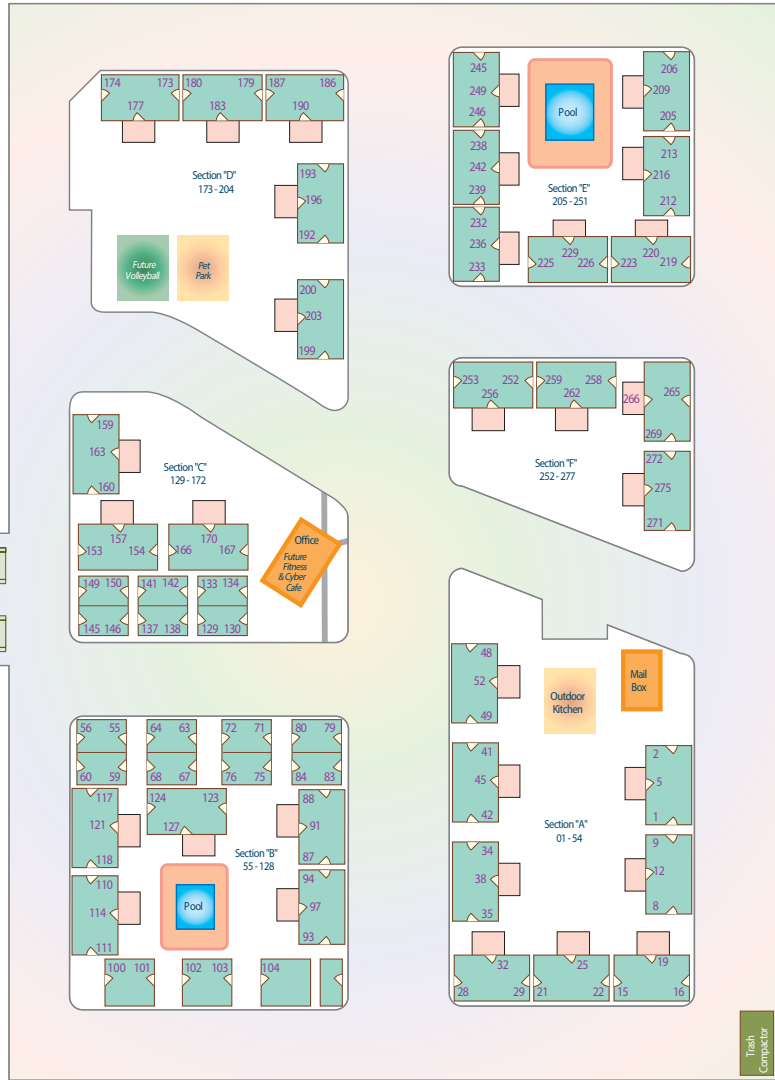 174 173 180 179 187 186
177 183 190
Section "D"
173 - 204
193
196
192
Future
Volleyball
Pet
Park
200
203
199
245
249
246
Pool
206
209
205
238
242
239
213
216
212
Section "E"
205 - 251
232
236
233
229
225 226
220
223 219
159
163
160
Section "C"
129 - 172
157
153 154
170
166 167
149 150 141 142 133 134
145 146 137 138 129 130
Office
Future
Fitness
& Cyber
Cafe
253 252 259 258
256 262
266 265
269
Section "F"
252 - 277
272
275
271
56 55 64 63 72 71 80 79
60 59 68 67 76 75 84 83
117
121
118
124 123
127
88
91
87
Section "B"
55 - 128
110
114
111
Pool
94
97
93
100 101 102 103 104
48
52
49
Outdoor
Kitchen
Mail
Box
41
45
42
2
5
1
Section "A"
01 - 54
34
38
35
9
12
8
32 25 19
28 29 21 22 15 16
Trash
Compactor